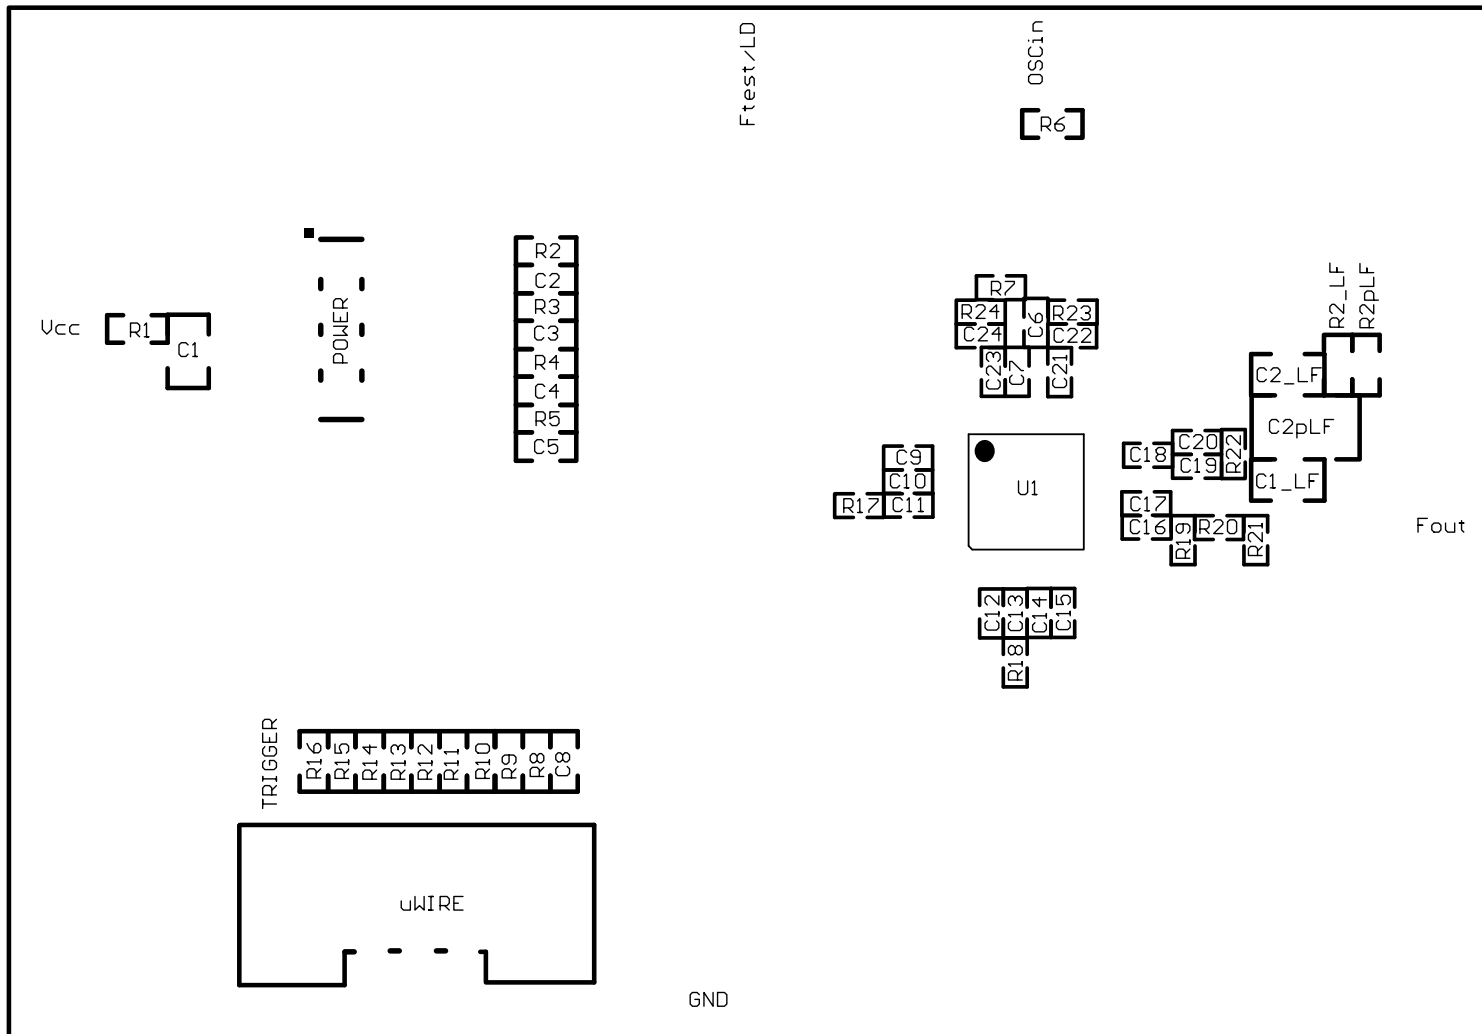 Ftest/LD
OSCin
R6
R2
C2
R3
C3
R4
C4
R5
C5
Vcc
R1
C1
POWER
R7
R24
C6
R23
C24
C22
C23
C7
C21
R2_LF
R2pLF
C2_LF
C2pLF
C1_LF
C9
C10
R17
C11
U1
C18
C20
C19
R22
C17
C16
R19
R20
R21
Fout
C12
C13
C14
C15
R18
TRIGGER
R16
R15
R14
R13
R12
R11
R10
R9
R8
C8
uWIRE
GND